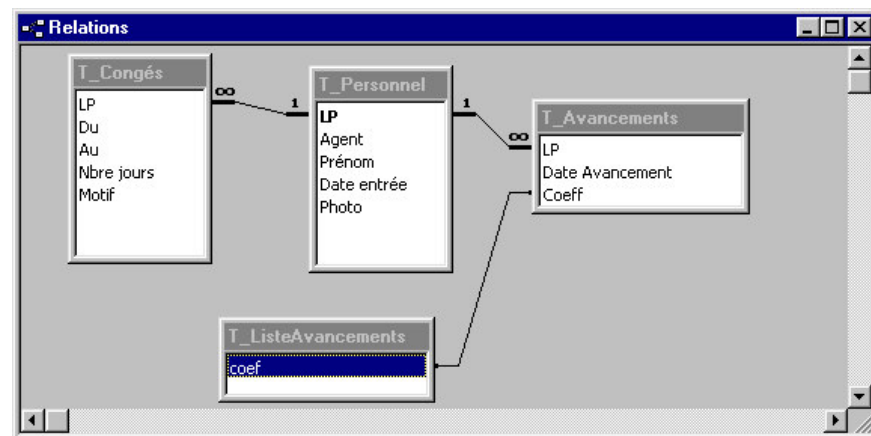 Relations
T_Congés
LP
Du
Au
Nbre jours
Motif
∞
1
T_Personnel
LP
Agent
Prénom
Date entrée
Photo
1
∞
T_Avancements
LP
Date Avancement
Coeff
T_ListeAvancements
coef